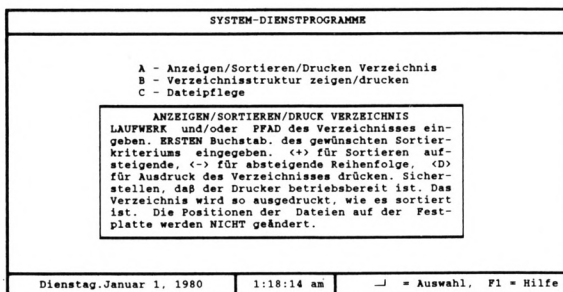 SYSTEM-DIENSTPROGRAMME
A - Anzeigen/Sortieren/Drucken Verzeichnis
B - Verzeichnisstruktur zeigen/drucken
C - Dateipflege
ANZEIGEN/SORTIEREN/DRUCK VERZEICHNIS
LAUFWERK und/oder PFAD des Verzeichnisses ein-
geben. ERSTEN Buchstab. des gewünschten Sortier-
kriteriums eingegeben. <+> für Sortieren auf-
steigende, <-> für absteigende Reihenfolge, <D>
für Ausdruck des Verzeichnisses drücken. Sicher-
stellen, daß der Drucker betriebsbereit ist. Das
Verzeichnis wird so ausgedruckt, wie es sortiert
ist. Die Positionen der Dateien auf der Fest-
platte werden NICHT geändert.
Dienstag.Januar 1, 1980 1:18:14 am ┘ = Auswahl, F1 = Hilfe